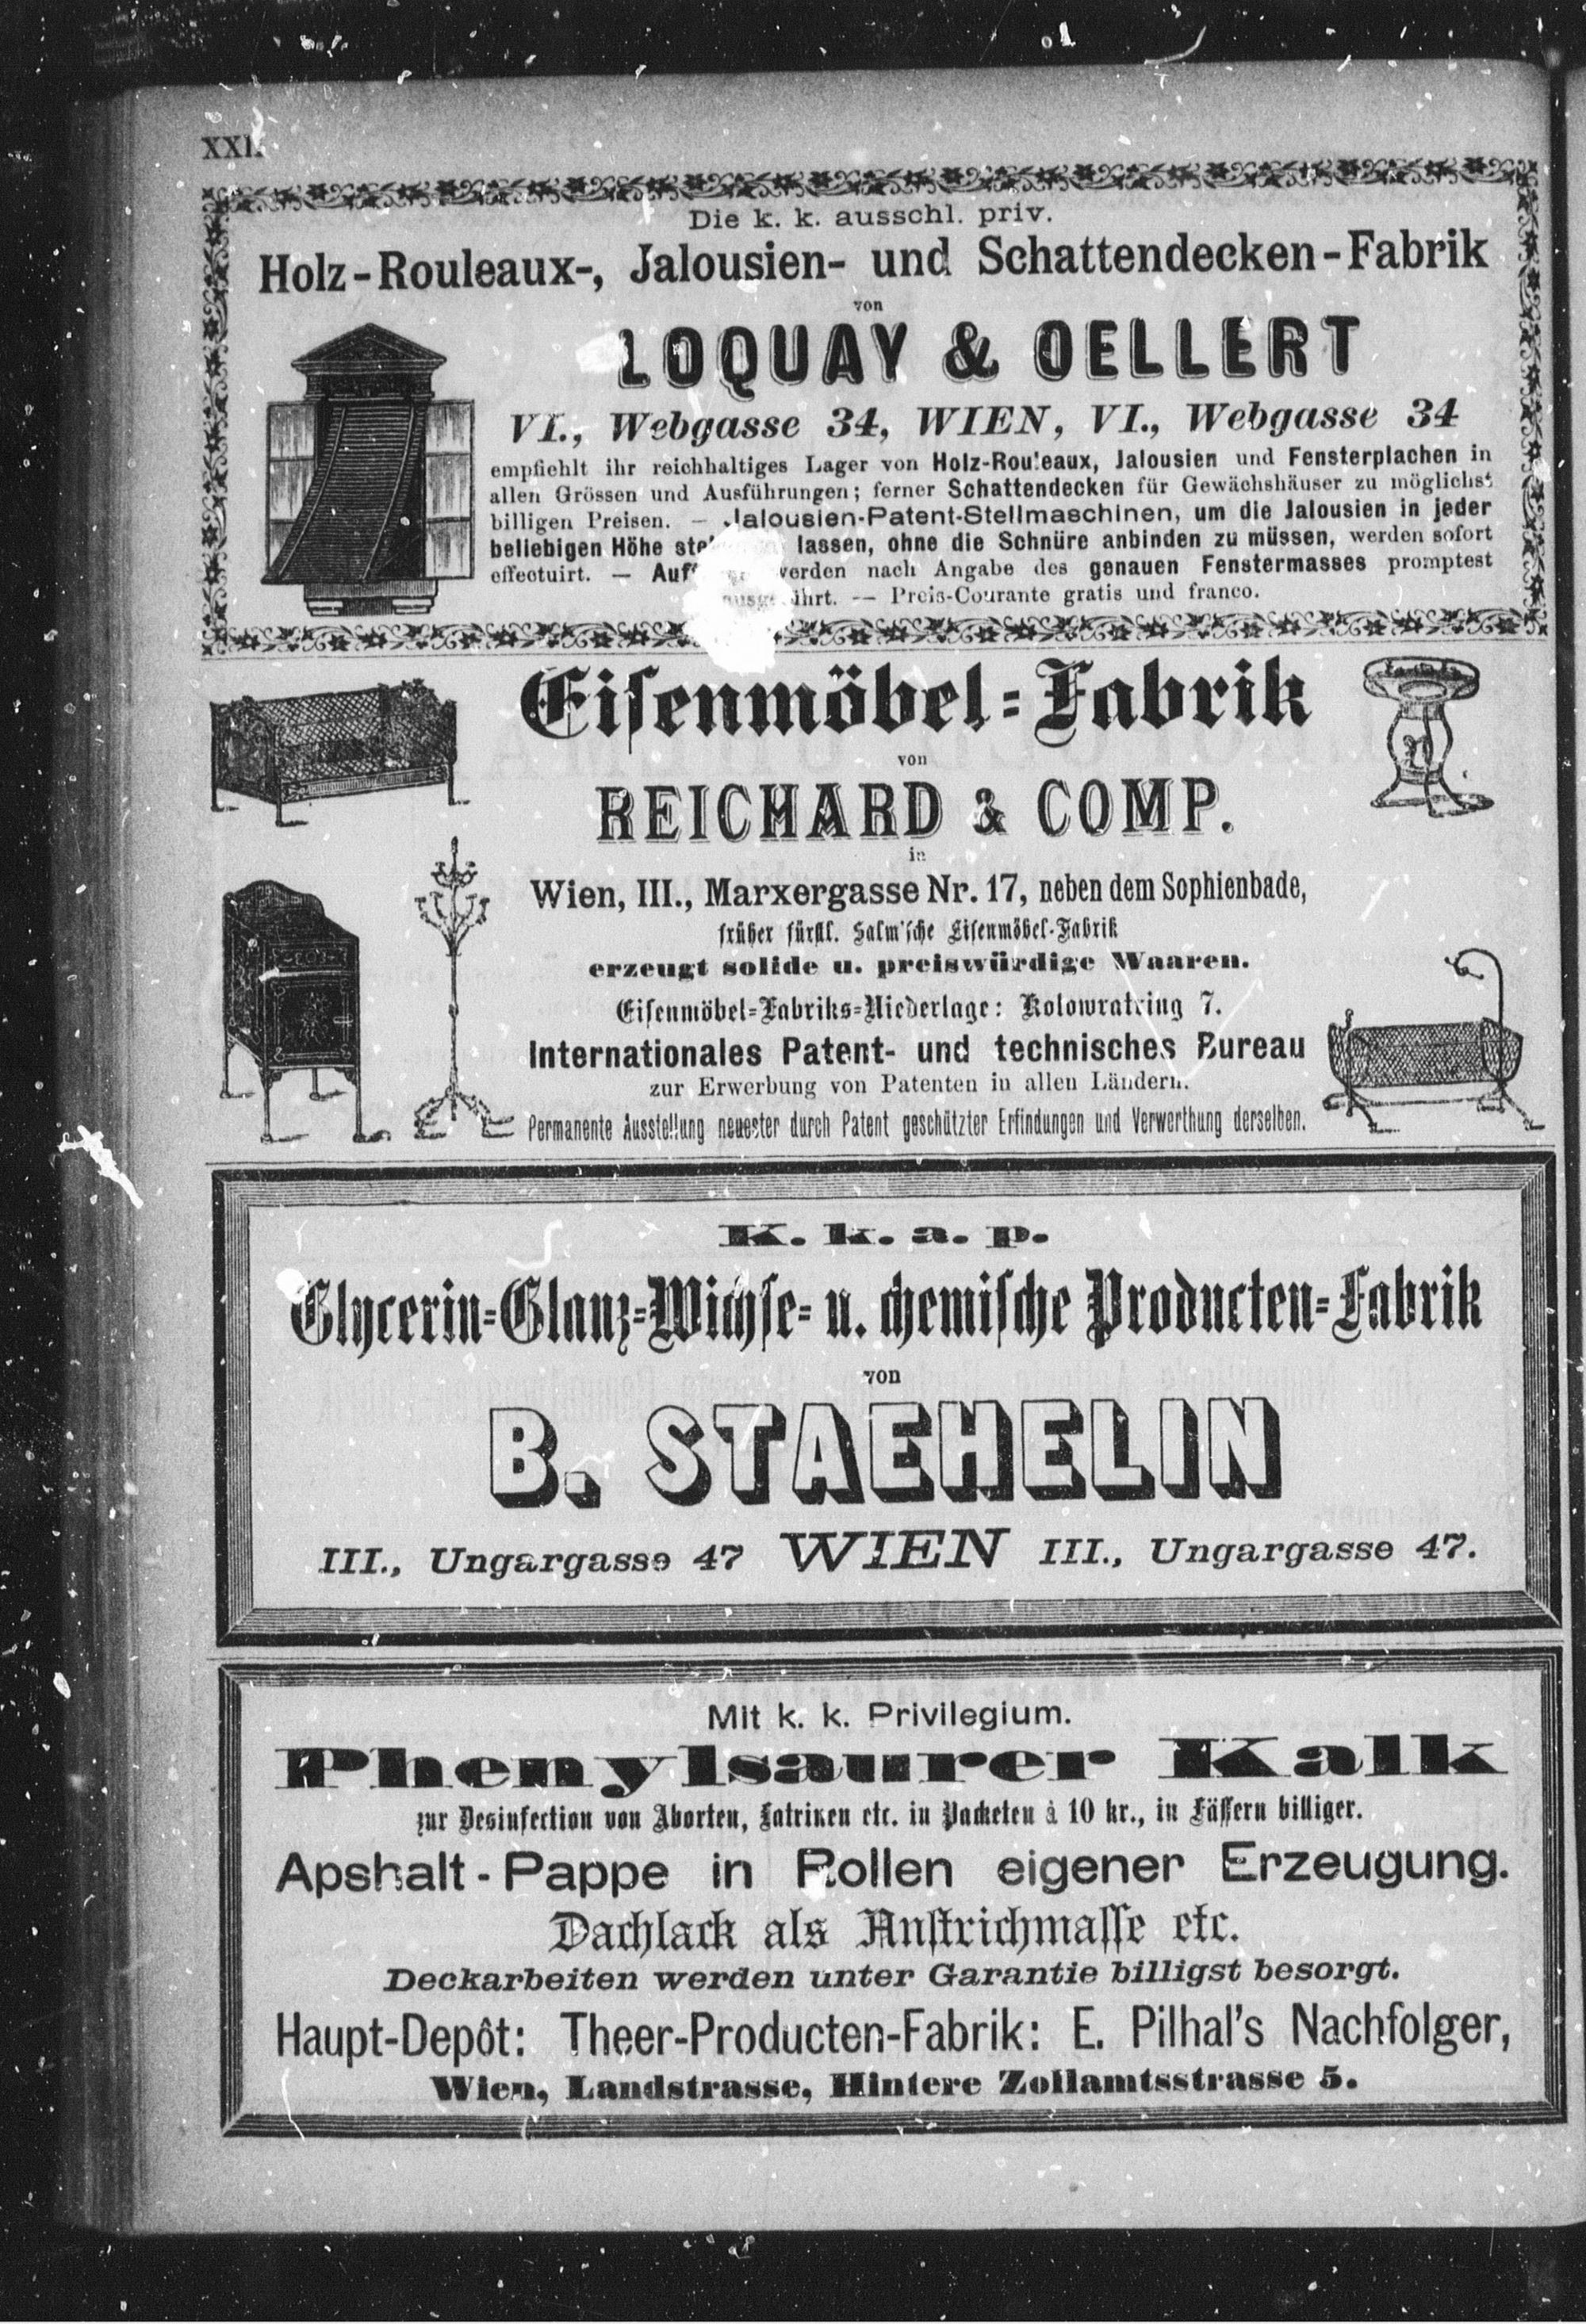 XXI.
Die k. k. ausschl. priv.
Holz-Rouleaux-, Jalousien- und Schattendecken-Fabrik
von
LOQUAY & OELLERT
VI., Webgasse 34, WIEN, VI., Webgasse 34
empfiehlt ihr reichhaltiges Lager von Holz-Rouleaux, Jalousien und Fensterplachen in
allen Grössen und Ausführungen; ferner Schattendecken für Gewächshäuser zu möglichst
billigen Preisen. — Jalousien-Patent-Stellmaschinen, um die Jalousien in jeder
beliebigen Höhe lassen, ohne die Schnüre anbinden zu müssen, werden sofort
effectuirt. — werden nach Angabe des genauen Fenstermasses promptest
ausgeführt. — Preis-Courante gratis und franco.
Eiſenmöbel-Fabrik
von
REICHARD & COMP.
in
Wien, III., Marxergasse Nr. 17, neben dem Sophienbade,
früher fürſtl. Salm'ſche Eiſenmöbel-Fabrik
erzeugt solide u. preiswürdige Waaren.
Eiſenmöbel-Fabriks-Niederlage: Kolowratring 7.
Internationales Patent- und technisches Bureau
zur Erwerbung von Patenten in allen Ländern.
Permanente Ausstellung neuester durch Patent geschützter Erfindungen und Verwerthung derselben.
K. k. a. p.
Glycerin-Glanz-Wichſe- u. chemiſche Producten-Fabrik
von
B. STAEHELIN
III., Ungargasse 47 WIEN III., Ungargasse 47.
Mit k. k. Privilegium.
Phenylsaurer Kalk
zur Desinfection von Aborten, Latrinen etc. in Packeten à 10 kr., in Fäſſern billiger.
Apshalt-Pappe in Rollen eigener Erzeugung.
Dachlack als Anſtrichmaſſe etc.
Deckarbeiten werden unter Garantie billigst besorgt.
Haupt-Depôt: Theer-Producten-Fabrik: E. Pilhal's Nachfolger,
Wien, Landstrasse, Hintere Zollamtsstrasse 5.